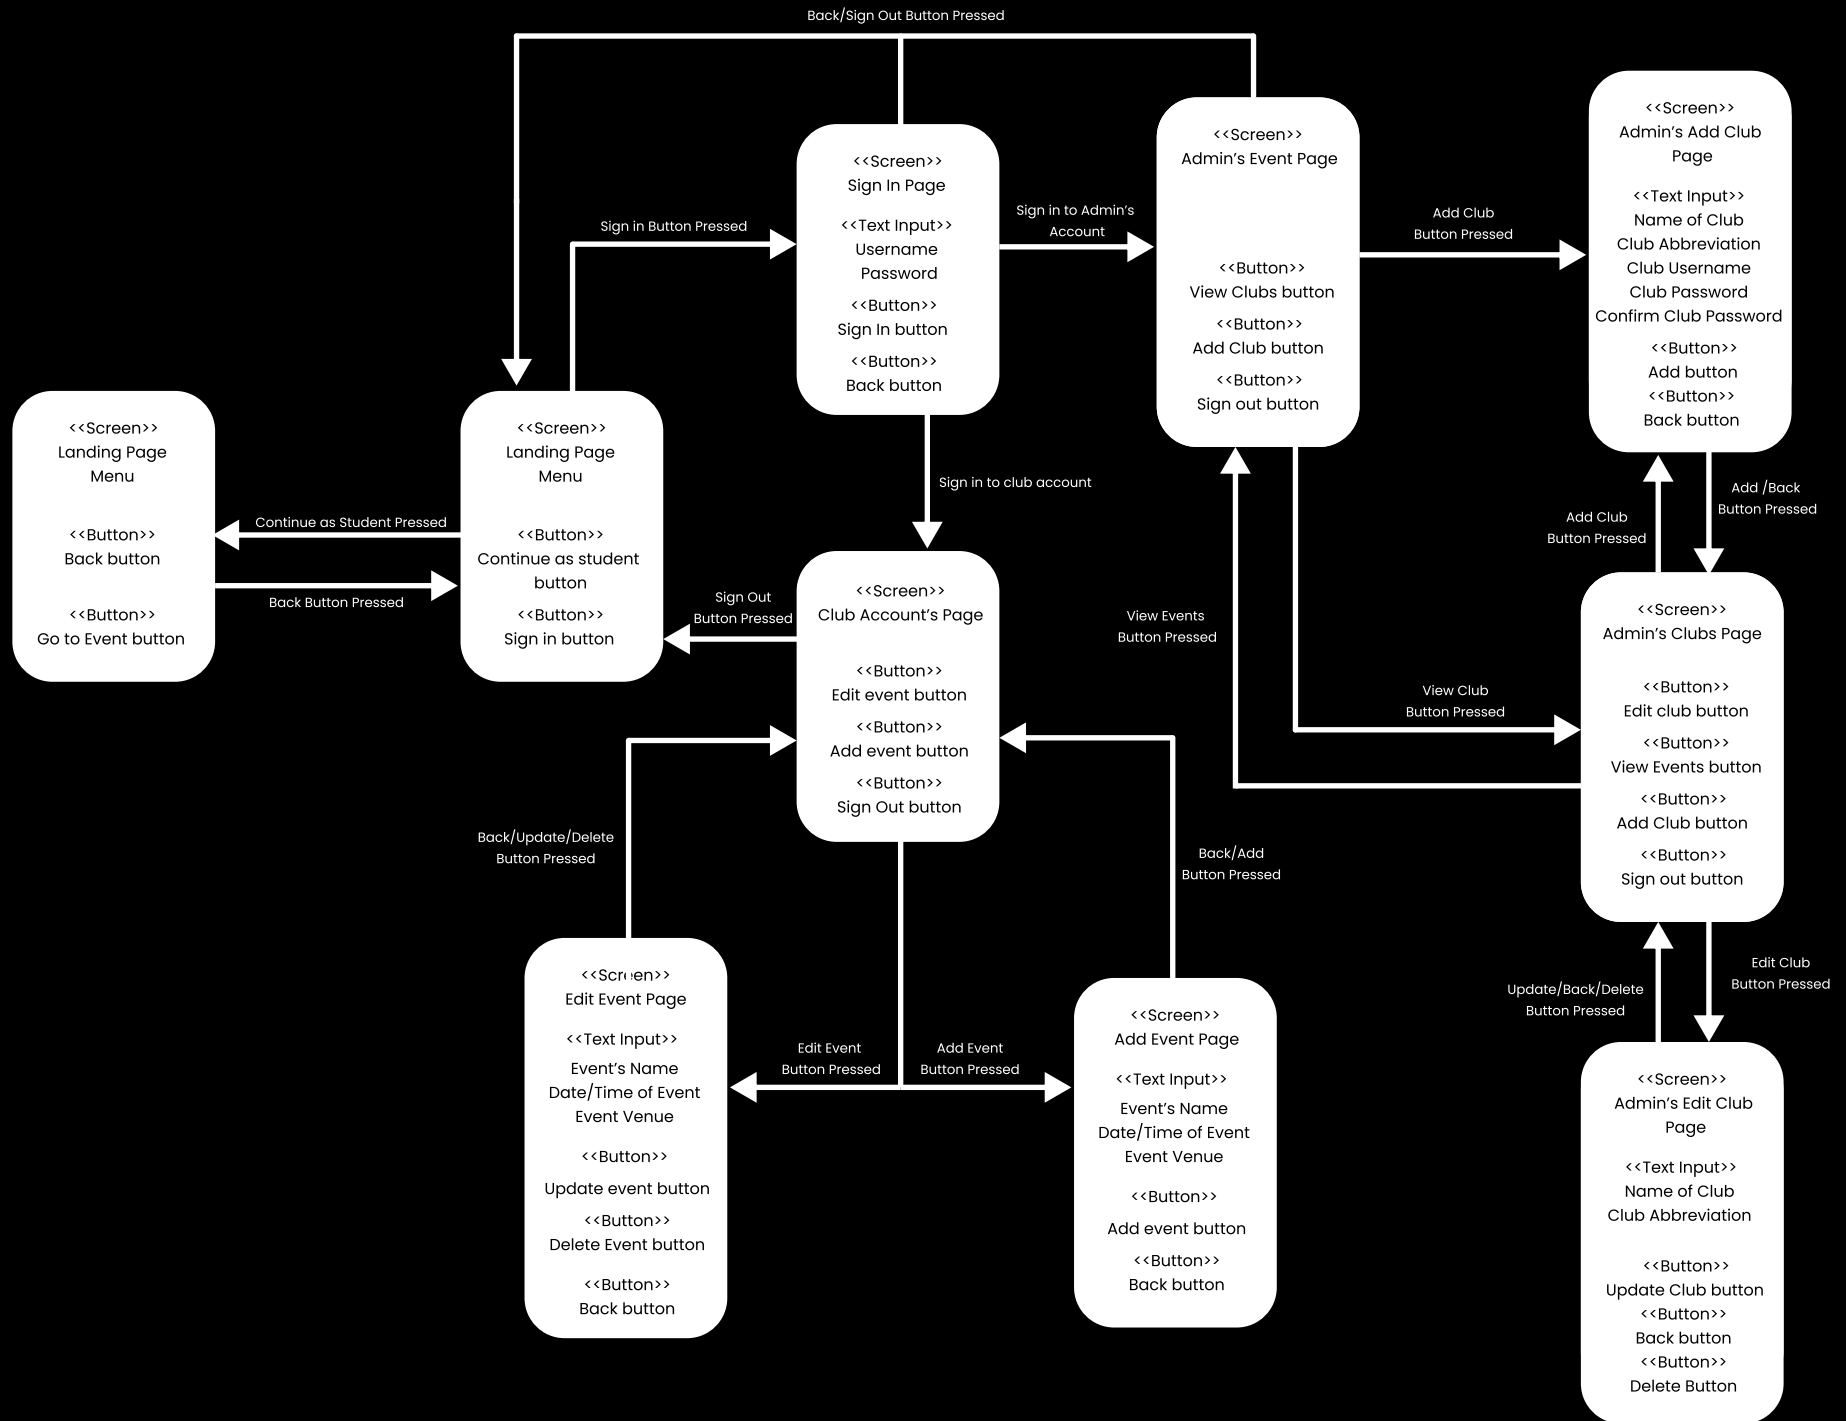 Back/Sign Out Button Pressed
<<Screen>>
Sign In Page
<<Text Input>>
Username
Password
<<Button>>
Sign In button
<<Button>>
Back button
<<Screen>>
Admin's Event Page
<<Button>>
View Clubs button
<<Button>>
Add Club button
<<Button>>
Sign out button
<<Screen>>
Admin's Add Club
Page
<<Text Input>>
Name of Club
Club Abbreviation
Club Username
Club Password
Confirm Club Password
<<Button>>
Add button
<<Button>>
Back button
Sign in Button Pressed
Sign in to Admin's
Account
Add Club
Button Pressed
<<Screen>>
Landing Page
Menu
<<Button>>
Back button
<<Button>>
Go to Event button
Continue as Student Pressed
Back Button Pressed
<<Screen>>
Landing Page
Menu
<<Button>>
Continue as student
button
<<Button>>
Sign in button
Sign in to club account
Sign Out
Button Pressed
<<Screen>>
Club Account's Page
<<Button>>
Edit event button
<<Button>>
Add event button
<<Button>>
Sign Out button
View Events
Button Pressed
View Club
Button Pressed
Add Club
Button Pressed
Add /Back
Button Pressed
<<Screen>>
Admin's Clubs Page
<<Button>>
Edit club button
<<Button>>
View Events button
<<Button>>
Add Club button
<<Button>>
Sign out button
Back/Update/Delete
Button Pressed
Back/Add
Button Pressed
<<Screen>>
Edit Event Page
<<Text Input>>
Event's Name
Date/Time of Event
Event Venue
<<Button>>
Update event button
<<Button>>
Delete Event button
<<Button>>
Back button
Edit Event
Button Pressed
Add Event
Button Pressed
<<Screen>>
Add Event Page
<<Text Input>>
Event's Name
Date/Time of Event
Event Venue
<<Button>>
Add event button
<<Button>>
Back button
Update/Back/Delete
Button Pressed
Edit Club
Button Pressed
<<Screen>>
Admin's Edit Club
Page
<<Text Input>>
Name of Club
Club Abbreviation
<<Button>>
Update Club button
<<Button>>
Back button
<<Button>>
Delete Button